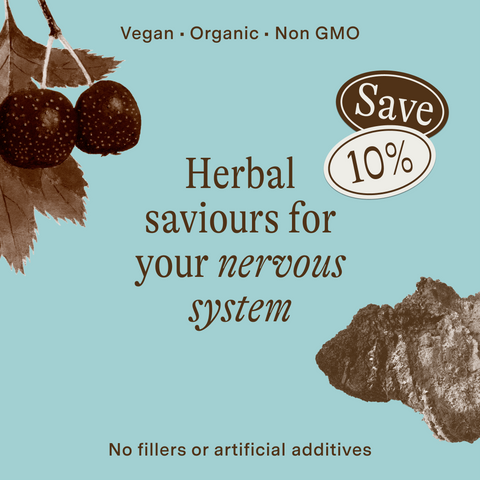 Vegan • Organic • Non GMO
Save
10%
Herbal
saviours for
your nervous
system
No fillers or artificial additives